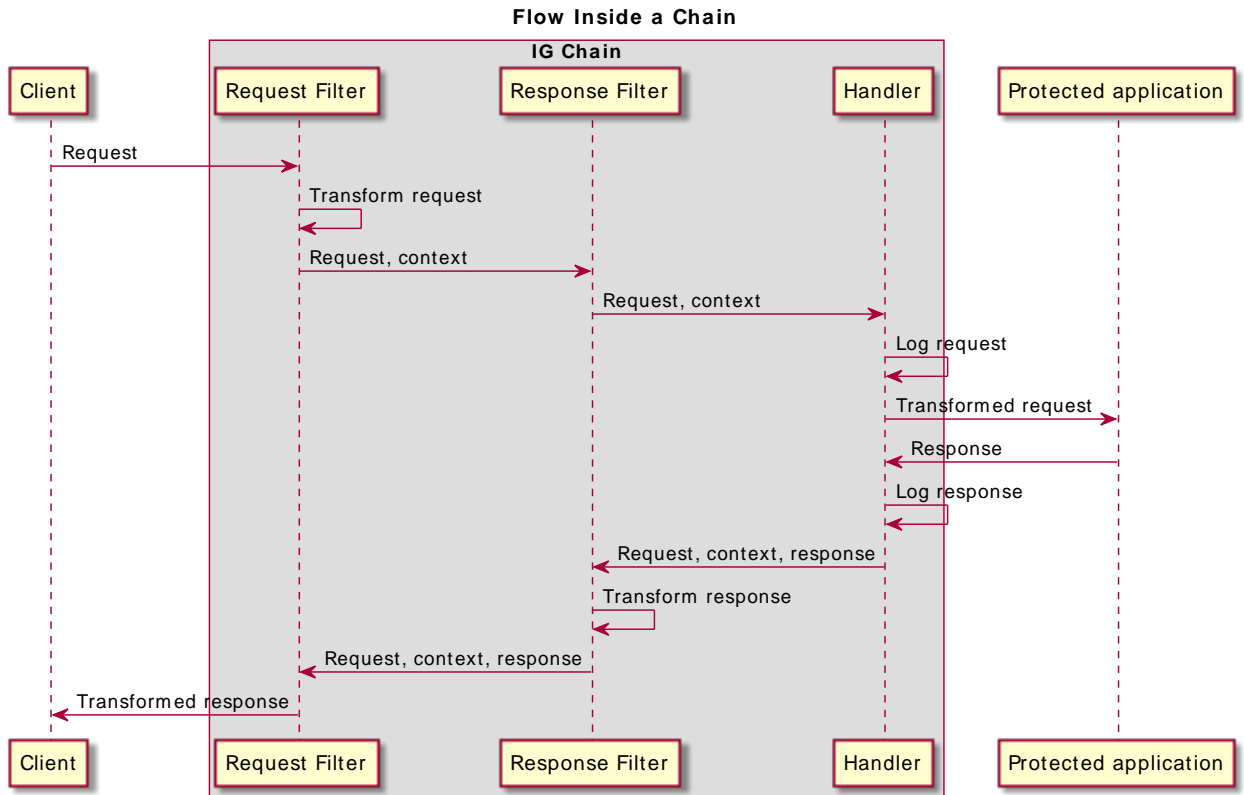 Flow Inside a Chain
IG Chain
Client
Request Filter
Response Filter
Handler
Protected application
Request
Transform request
Request, context
Request, context
Log request
Transformed request
Response
Log response
Request, context, response
Transform response
Request, context, response
Transformed response
Client
Request Filter
Response Filter
Handler
Protected application